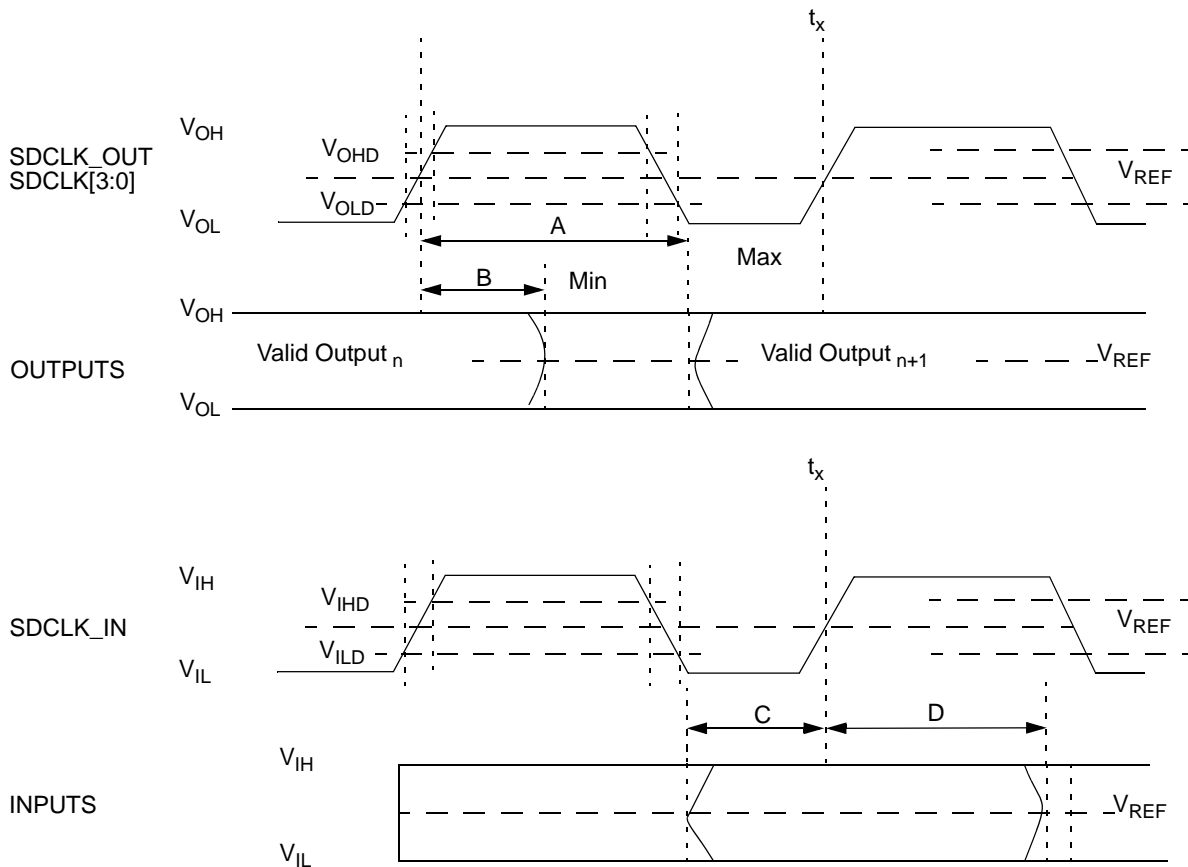 tx
VOH
SDCLK_OUT
SDCLK[3:0]
VOHD
VREF
VOLD
VOL
A
Max
B
Min
VOH
Valid Output n
Valid Output n+1
OUTPUTS
VREF
VOL
tx
VIH
VIHD
SDCLK_IN
VREF
VILD
VIL
C
D
VIH
INPUTS
VREF
VIL